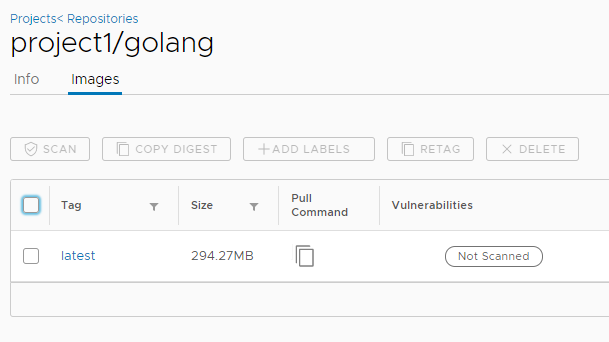 Projects< Repositories
project1/golang
Info Images
SCAN COPY DIGEST ADD LABELS RETAG DELETE
Tag Size Pull Command Vulnerabilities
latest 294.27MB Not Scanned